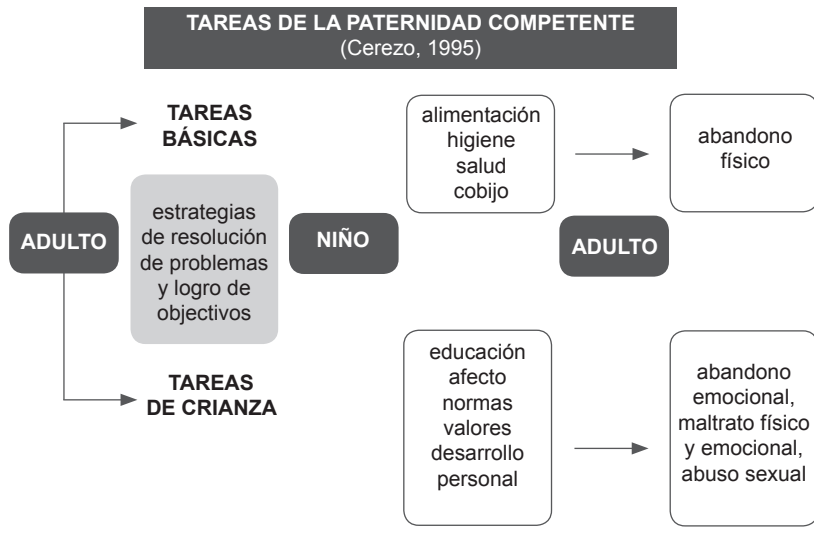 TAREAS DE LA PATERNIDAD COMPETENTE
(Cerezo, 1995)
TAREAS
BÁSICAS
alimentación
higiene
salud
cobijo
abandono
físico
ADULTO
estrategias
de resolución
de problemas
y logro de
objectivos
NIÑO
ADULTO
TAREAS
DE CRIANZA
educación
afecto
normas
valores
desarrollo
personal
abandono
emocional,
maltrato físico
y emocional,
abuso sexual